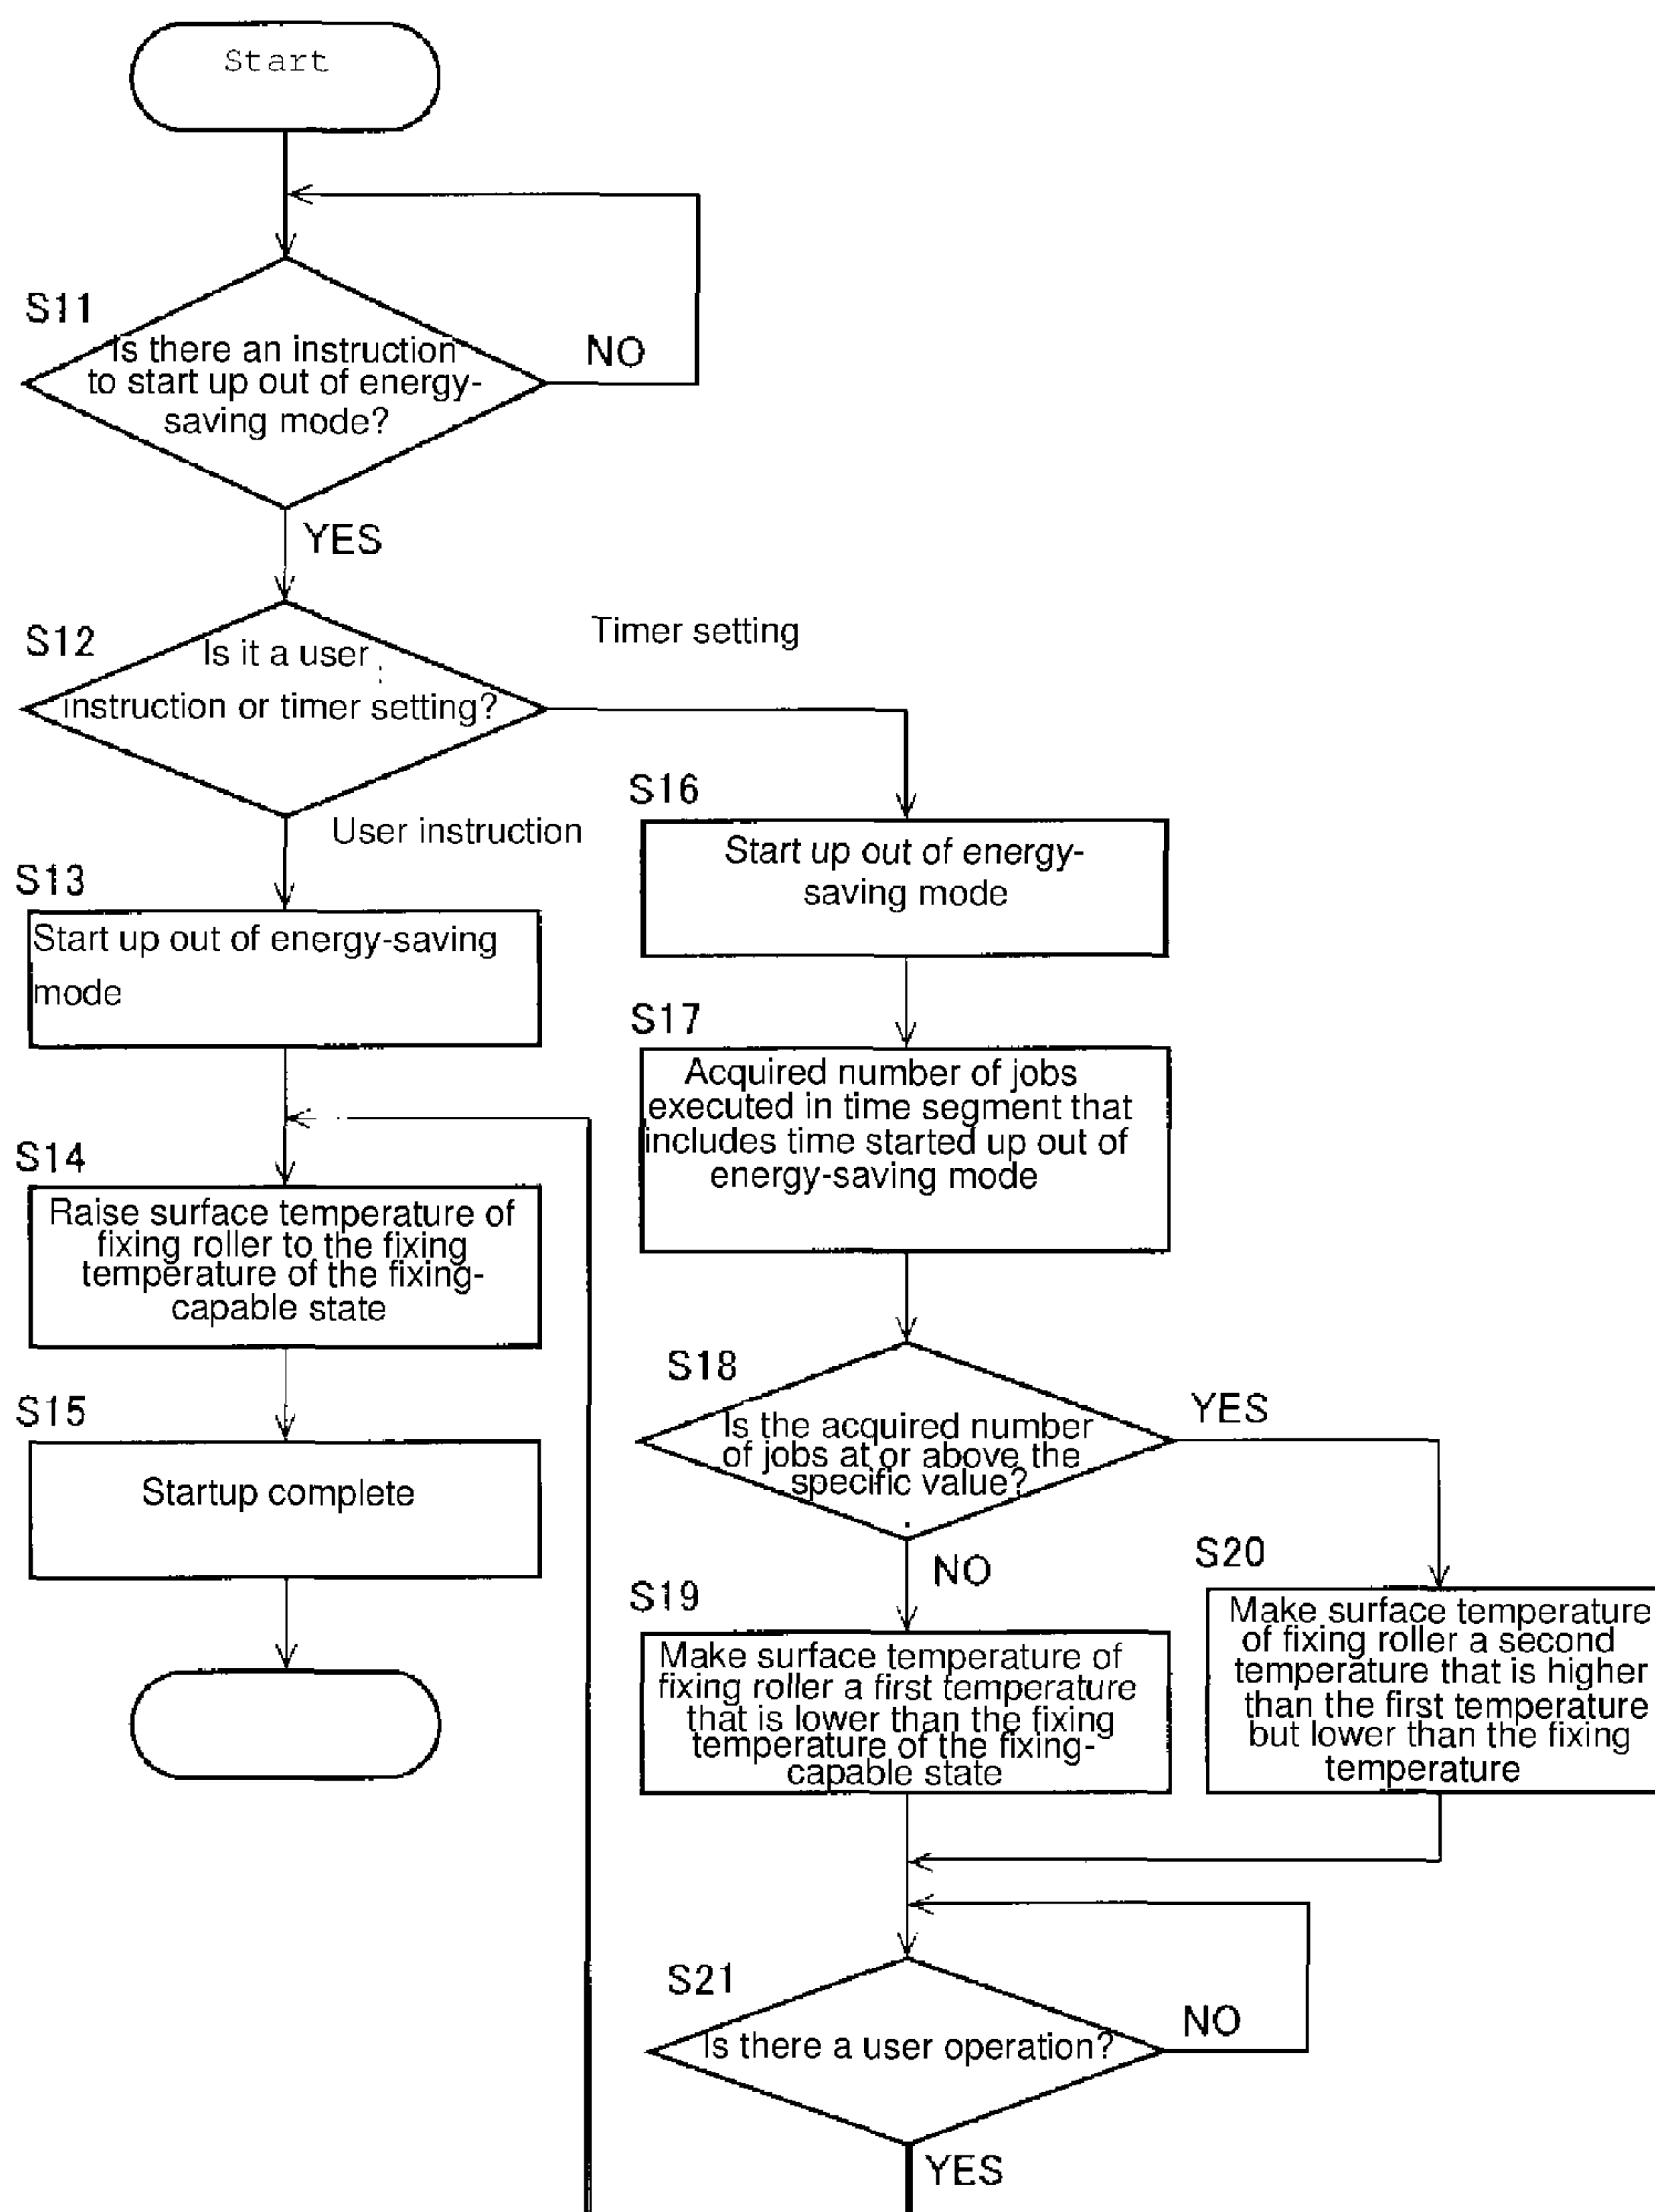 Start
S11
Is there an instruction
to start up out of energy-
saving mode?
NO
YES
S12
Is it a user
instruction or timer setting?
Timer setting
User instruction
S13
Start up out of energy-saving
mode
S14
Raise surface temperature of
fixing roller to the fixing
temperature of the fixing-
capable state
S15
Startup complete
S16
Start up out of energy-
saving mode
S17
Acquired number of jobs
executed in time segment that
includes time started up out of
energy-saving mode
S18
Is the acquired number
of jobs at or above the
specific value?
YES
NO
S19
Make surface temperature of
fixing roller a first temperature
that is lower than the fixing
temperature of the fixing-
capable state
S20
Make surface temperature
of fixing roller a second
temperature that is higher
than the first temperature
but lower than the fixing
temperature
S21
Is there a user operation?
NO
YES